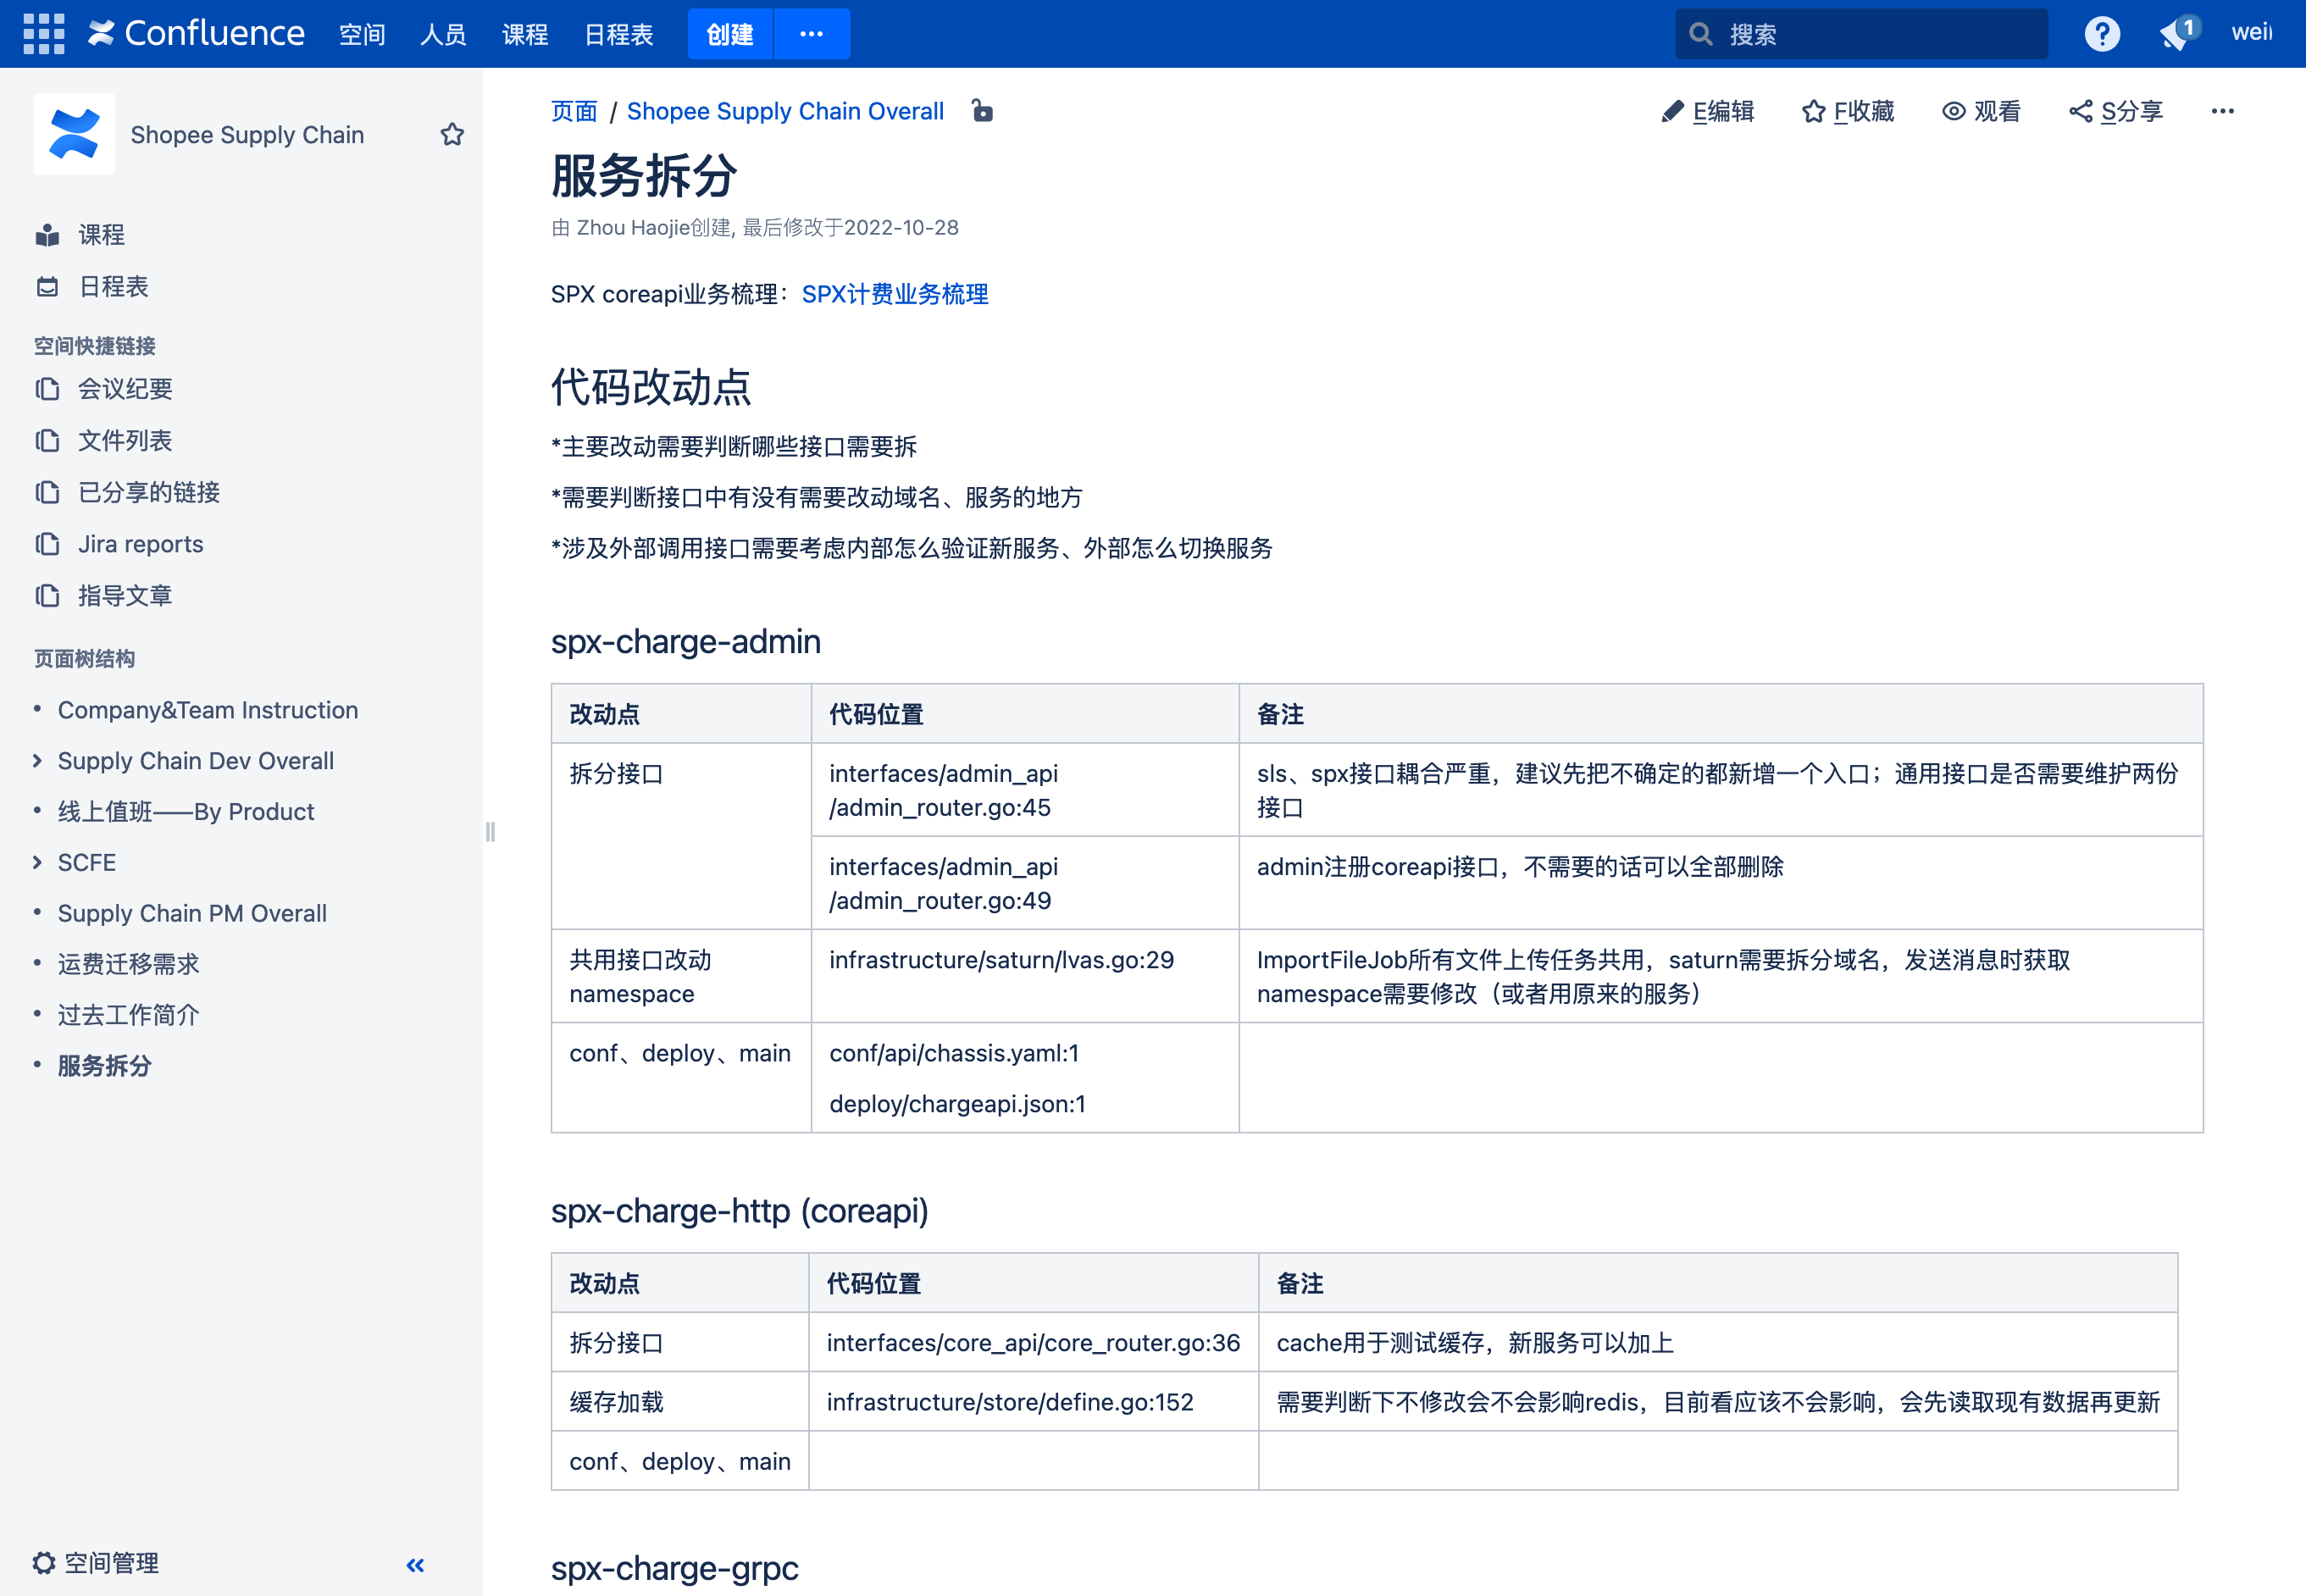 Confluence 空间 人员 课程 日程表 创建 ··· 搜索 ? 1
Shopee Supply Chain
课程
日程表
空间快捷链接
会议纪要
文件列表
已分享的链接
Jira reports
指导文章
页面树结构
Company&Team Instruction
Supply Chain Dev Overall
线上值班——By Product
SCFE
Supply Chain PM Overall
运费迁移需求
过去工作简介
服务拆分
空间管理
页面 / Shopee Supply Chain Overall
E编辑 F收藏 观看 S分享 ···
服务拆分
由 Zhou Haojie创建, 最后修改于2022-10-28
SPX coreapi业务梳理：SPX计费业务梳理
代码改动点
*主要改动需要判断哪些接口需要拆
*需要判断接口中有没有需要改动域名、服务的地方
*涉及外部调用接口需要考虑内部怎么验证新服务、外部怎么切换服务
spx-charge-admin
改动点 代码位置 备注
拆分接口 interfaces/admin_api sls、spx接口耦合严重，建议先把不确定的都新增一个入口；通用接口是否需要维护两份
/admin_router.go:45 接口
interfaces/admin_api admin注册coreapi接口，不需要的话可以全部删除
/admin_router.go:49
共用接口改动 infrastructure/saturn/lvas.go:29 ImportFileJob所有文件上传任务共用，saturn需要拆分域名，发送消息时获取
namespace namespace需要修改（或者用原来的服务）
conf、deploy、main conf/api/chassis.yaml:1
deploy/chargeapi.json:1
spx-charge-http (coreapi)
改动点 代码位置 备注
拆分接口 interfaces/core_api/core_router.go:36 cache用于测试缓存，新服务可以加上
缓存加载 infrastructure/store/define.go:152 需要判断下不修改会不会影响redis，目前看应该不会影响，会先读取现有数据再更新
conf、deploy、main
spx-charge-grpc